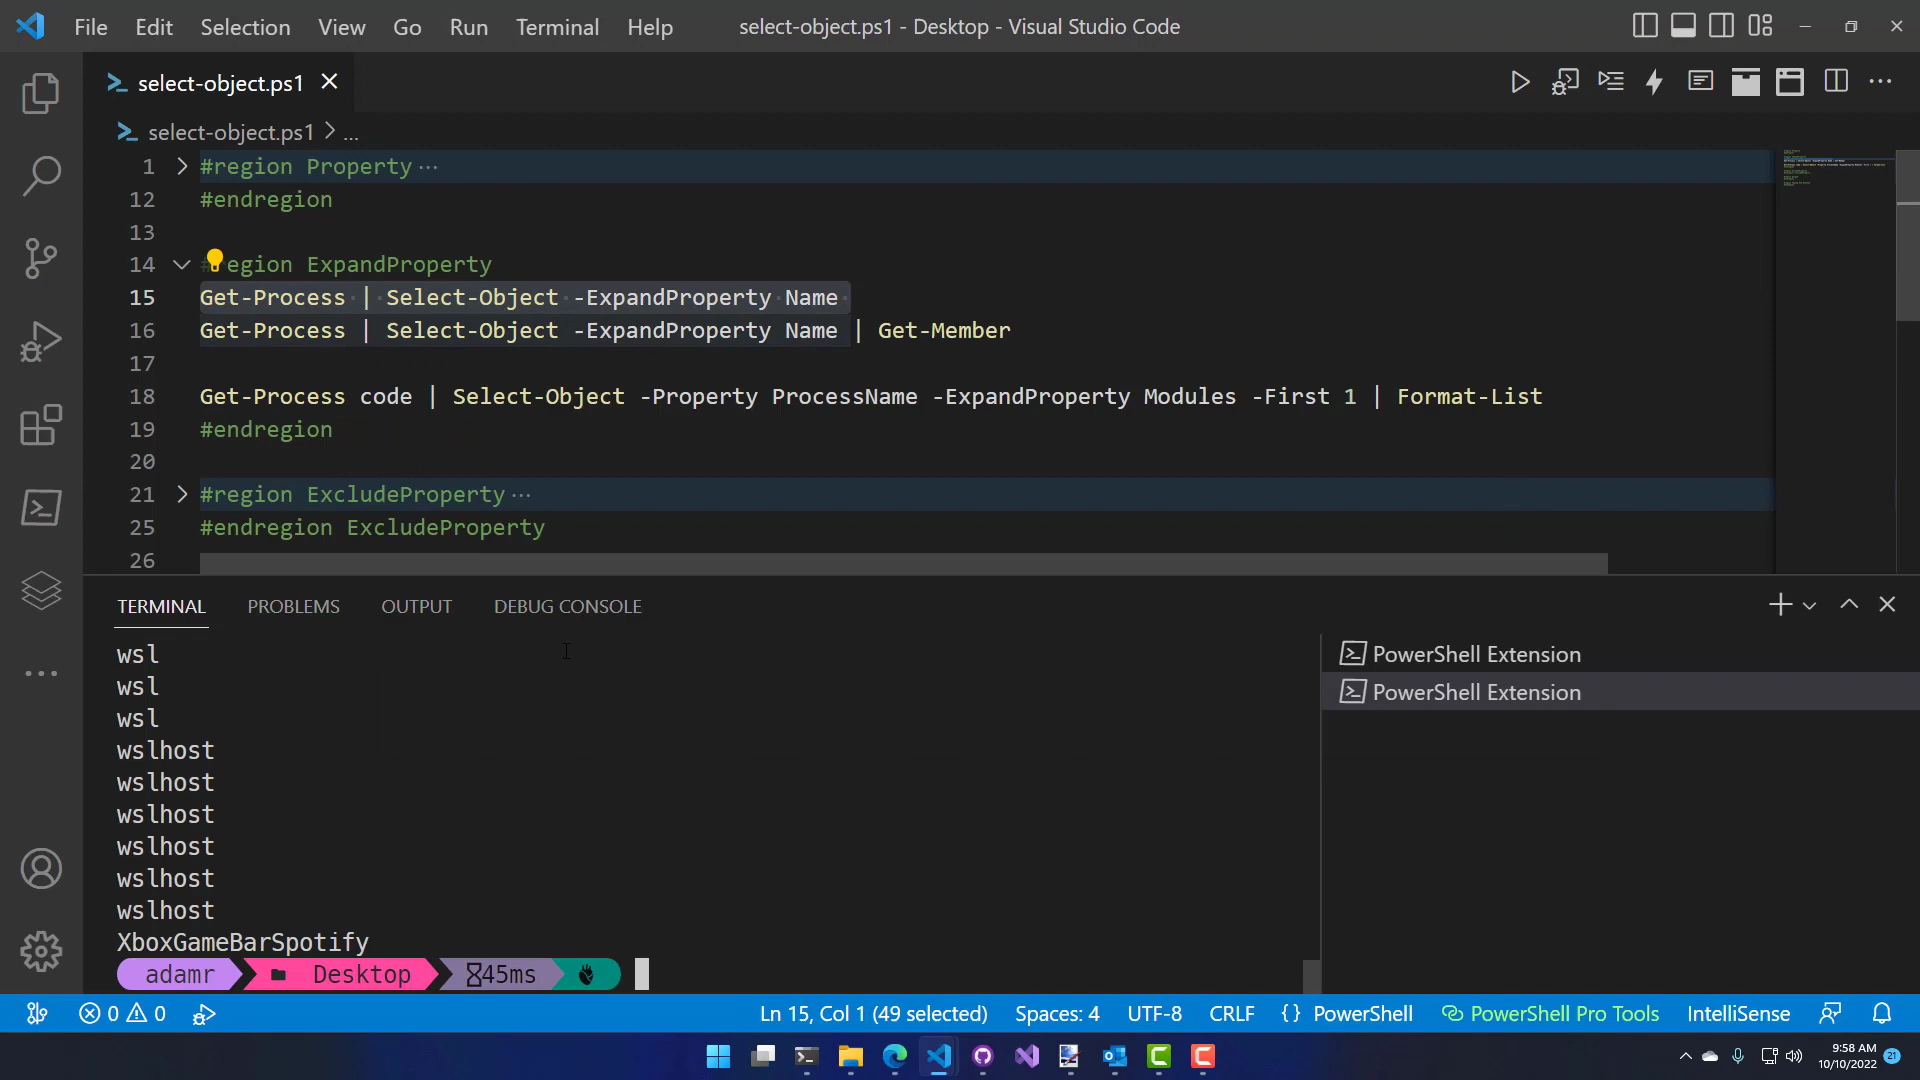 File Edit Selection View Go Run Terminal Help select-object.ps1 - Desktop - Visual Studio Code
select-object.ps1
select-object.ps1 > ...
1 #region Property ···
12 #endregion
13
14 #region ExpandProperty
15 Get-Process | Select-Object -ExpandProperty Name
16 Get-Process | Select-Object -ExpandProperty Name | Get-Member
17
18 Get-Process code | Select-Object -Property ProcessName -ExpandProperty Modules -First 1 | Format-List
19 #endregion
20
21 #region ExcludeProperty ···
25 #endregion ExcludeProperty
26
TERMINAL PROBLEMS OUTPUT DEBUG CONSOLE
wsl
wsl
wsl
wslhost
wslhost
wslhost
wslhost
wslhost
wslhost
XboxGameBarSpotify
adamr Desktop 45ms
PowerShell Extension
PowerShell Extension
0 0 Ln 15, Col 1 (49 selected) Spaces: 4 UTF-8 CRLF {} PowerShell PowerShell Pro Tools IntelliSense
9:58 AM
10/10/2022
21